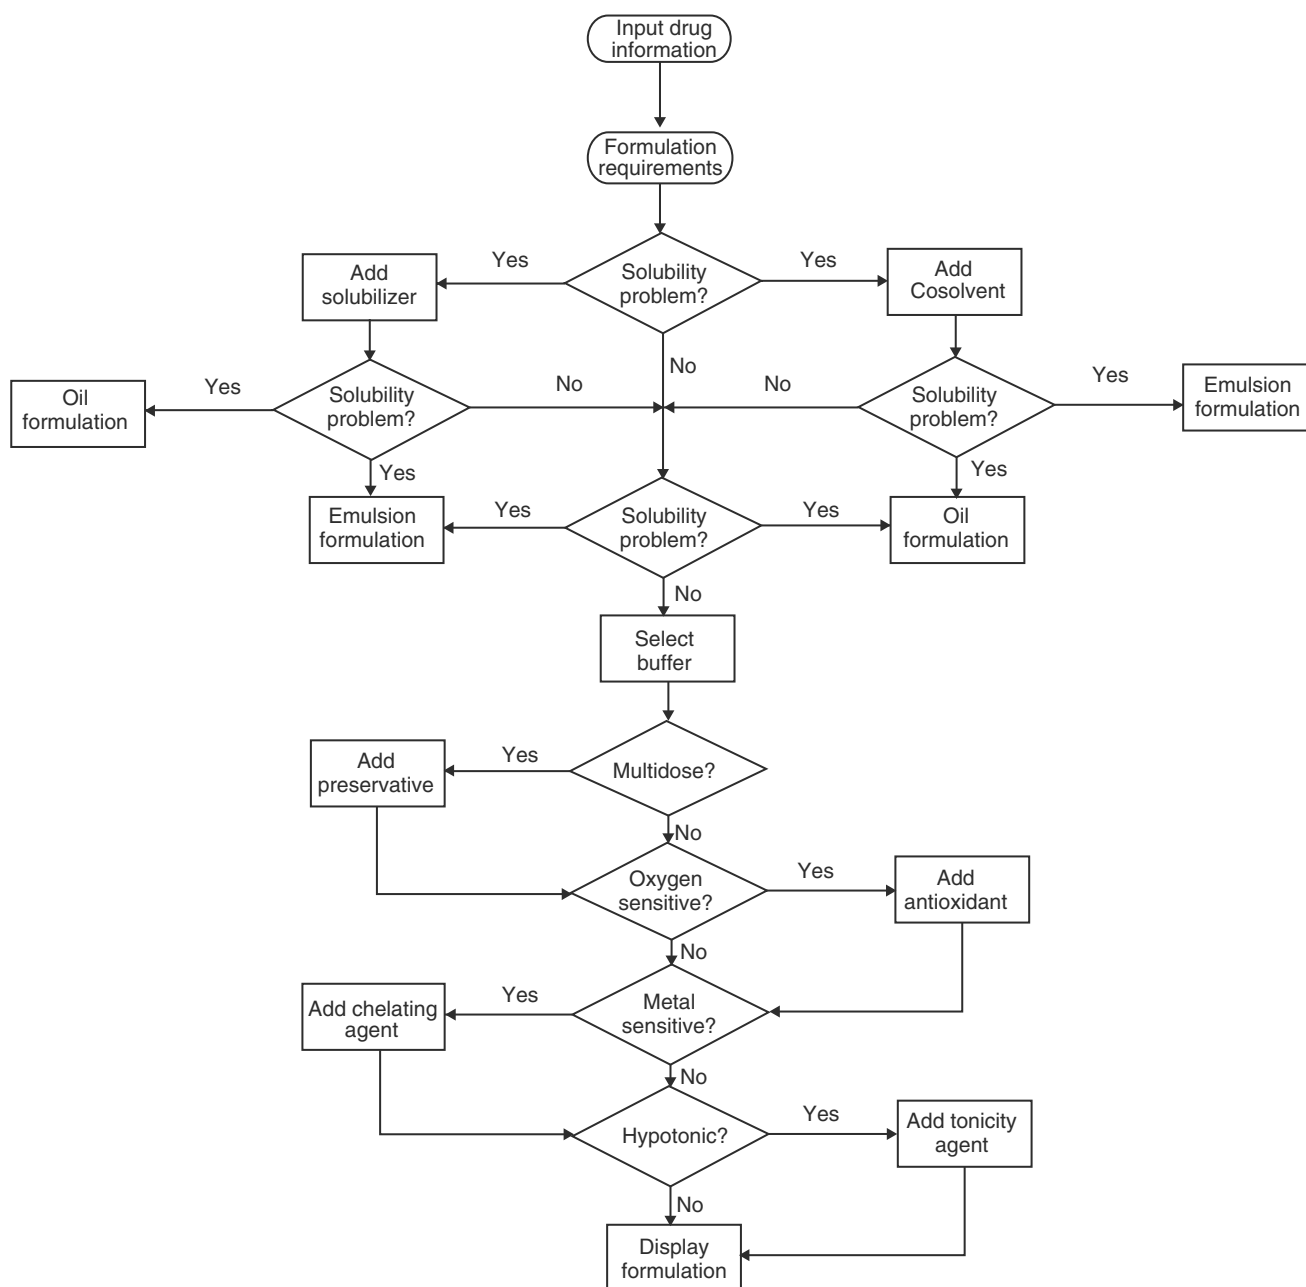 Input drug
information
Formulation
requirements
Yes
Solubility
problem?
Yes
Add
solubilizer
Add
Cosolvent
No
Oil
formulation
Yes
Solubility
problem?
No
No
Solubility
problem?
Yes
Emulsion
formulation
Yes
Yes
Emulsion
formulation
Yes
Solubility
problem?
Yes
Oil
formulation
No
Select
buffer
Add
preservative
Yes
Multidose?
No
Oxygen
sensitive?
Yes
Add
antioxidant
No
Add chelating
agent
Yes
Metal
sensitive?
No
Hypotonic?
Yes
Add tonicity
agent
No
Display
formulation